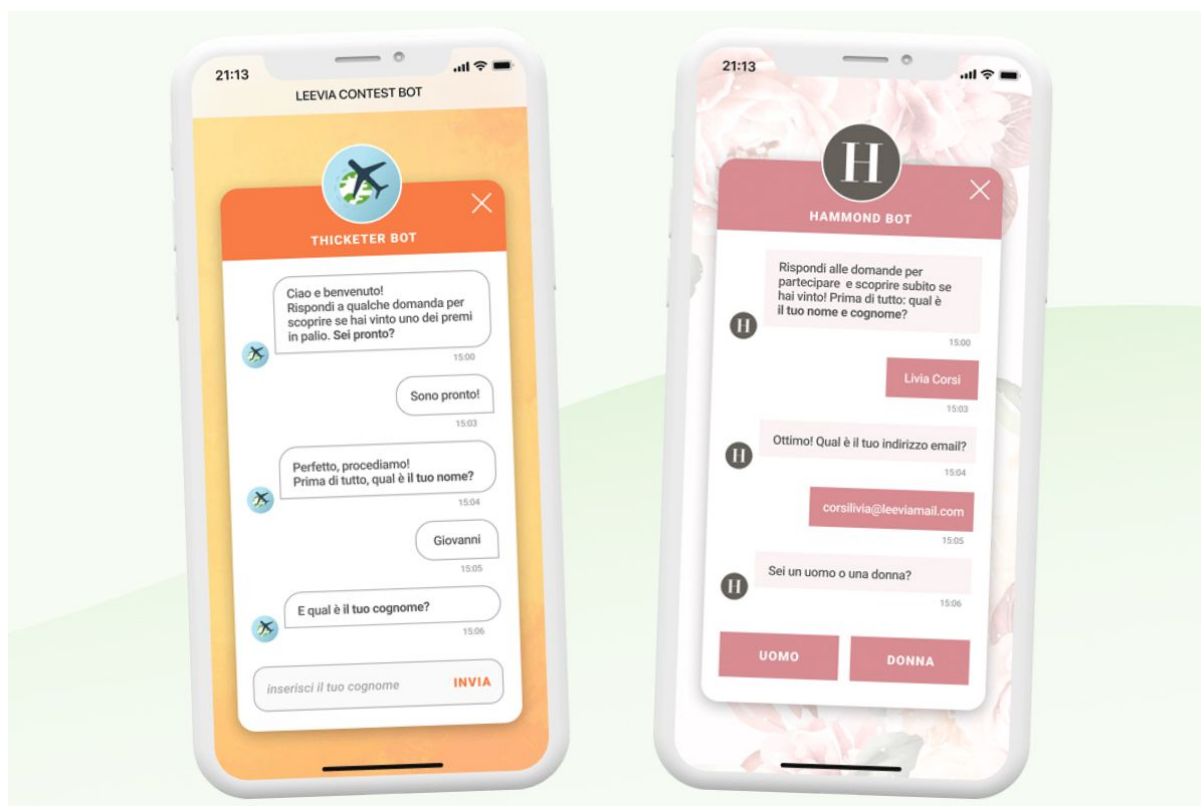 21:13
LEEVIA CONTEST BOT
THICKETER BOT
Ciao e benvenuto!
Rispondi a qualche domanda per
scoprire se hai vinto uno dei premi
in palio. Sei pronto?
15:00
Sono pronto!
15:03
Perfetto, procediamo!
Prima di tutto, qual è il tuo nome?
15:04
Giovanni
15:05
E qual è il tuo cognome?
15:06
inserisci il tuo cognome
INVIA
21:13
H
HAMMOND BOT
Rispondi alle domande per
partecipare e scoprire subito se
hai vinto! Prima di tutto: qual è
il tuo nome e cognome?
H
15:00
Livia Corsi
15:03
Ottimo! Qual è il tuo indirizzo email?
H
15:04
corsilivia@leeviamail.com
15:05
Sei un uomo o una donna?
H
15:06
UOMO
DONNA